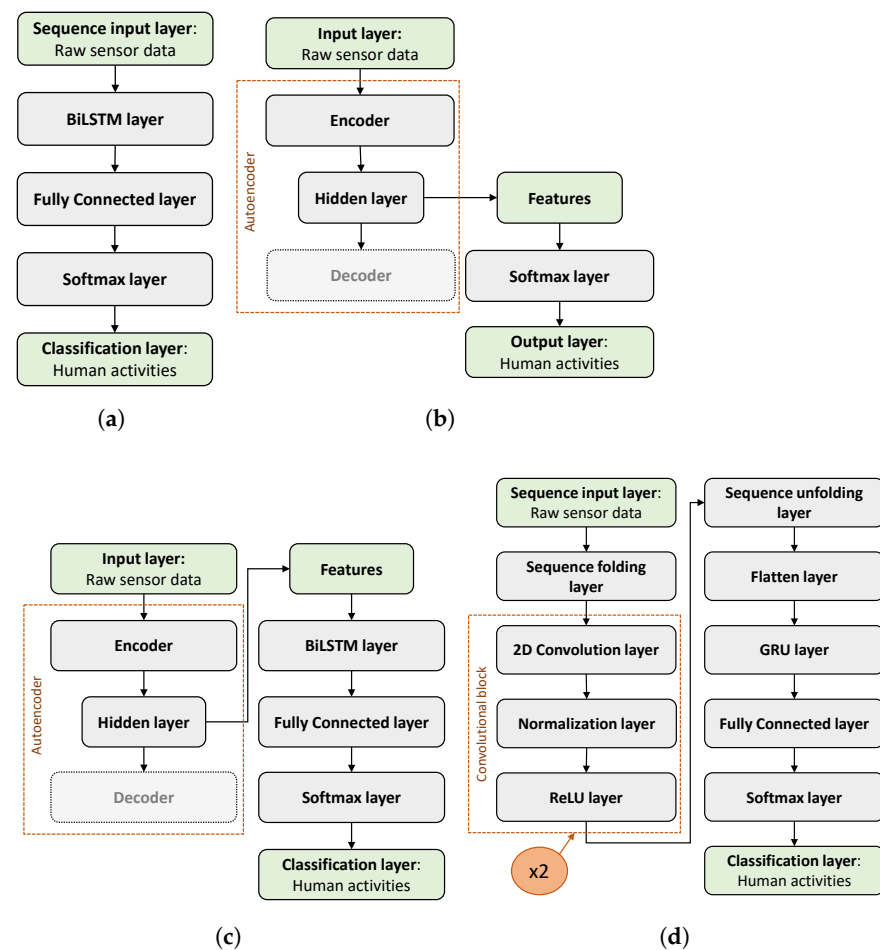 Sequence input layer:
Raw sensor data
BiLSTM layer
Fully Connected layer
Softmax layer
Classification layer:
Human activities
(a)
Input layer:
Raw sensor data
Autoencoder
Encoder
Hidden layer
Decoder
Features
Softmax layer
Output layer:
Human activities
(b)
Input layer:
Raw sensor data
Autoencoder
Encoder
Hidden layer
Decoder
Features
BiLSTM layer
Fully Connected layer
Softmax layer
Classification layer:
Human activities
(c)
Sequence input layer:
Raw sensor data
Sequence folding
layer
Convolutional block
2D Convolution layer
Normalization layer
ReLU layer
x2
Sequence unfolding
layer
Flatten layer
GRU layer
Fully Connected layer
Softmax layer
Classification layer:
Human activities
(d)